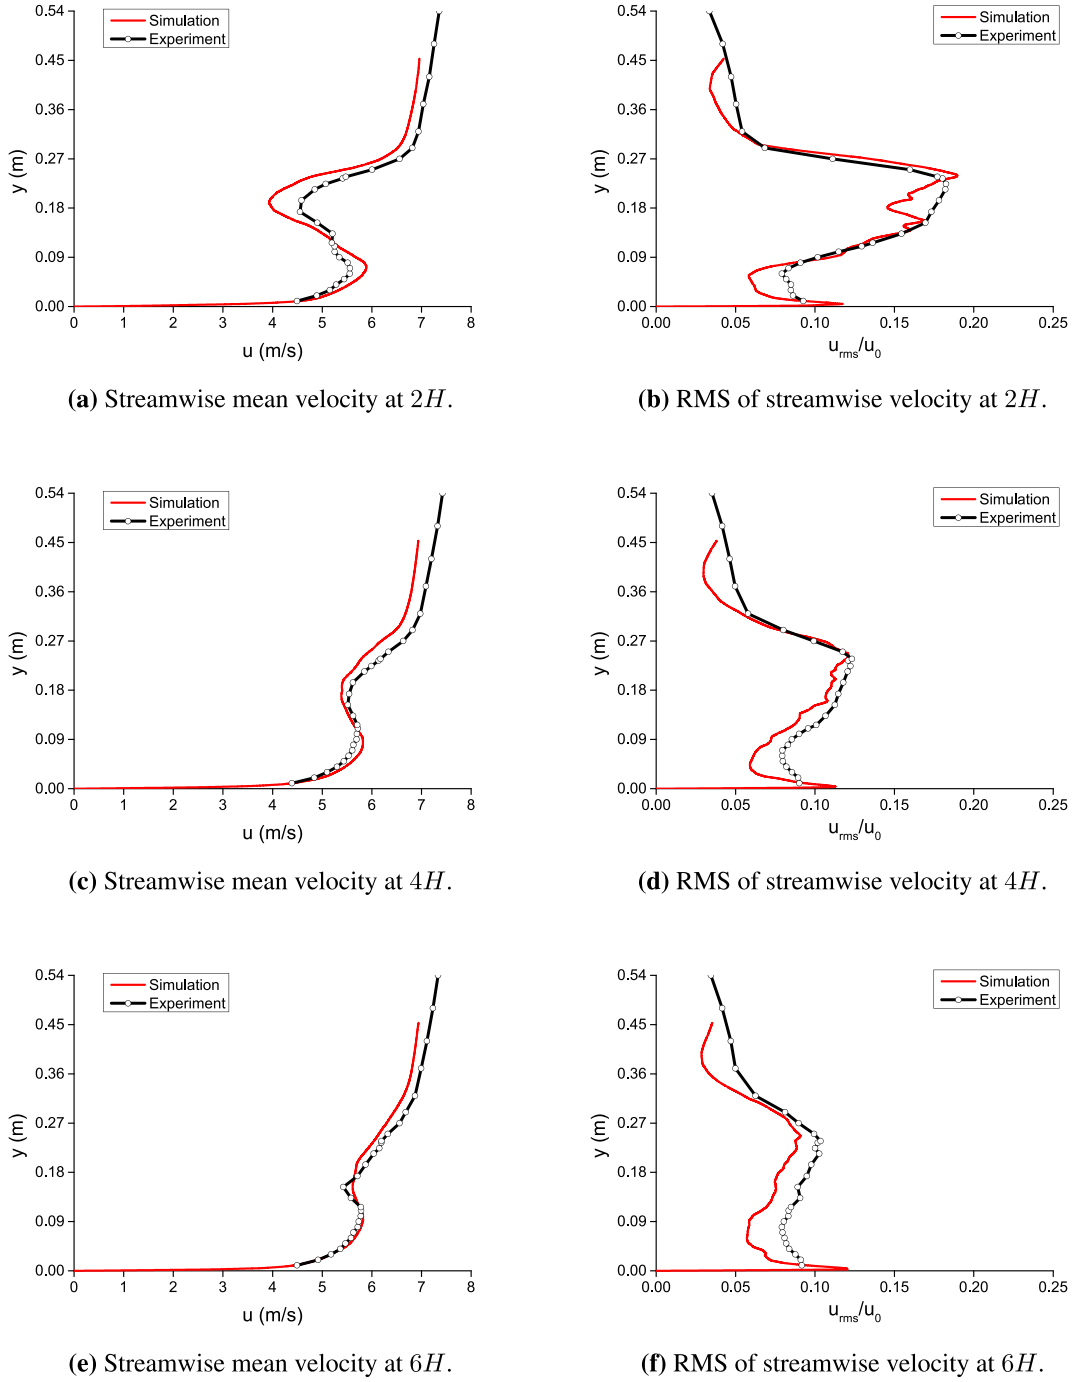 0.54
0.45
0.36
0.27
0.18
0.09
0.00
y (m)
Simulation
Experiment
0 1 2 3 4 5 6 7 8
u (m/s)
(a) Streamwise mean velocity at 2H.
0.54
0.45
0.36
0.27
0.18
0.09
0.00
y (m)
Simulation
Experiment
0.00 0.05 0.10 0.15 0.20 0.25
u_rms/u_0
(b) RMS of streamwise velocity at 2H.
0.54
0.45
0.36
0.27
0.18
0.09
0.00
y (m)
Simulation
Experiment
0 1 2 3 4 5 6 7 8
u (m/s)
(c) Streamwise mean velocity at 4H.
0.54
0.45
0.36
0.27
0.18
0.09
0.00
y (m)
Simulation
Experiment
0.00 0.05 0.10 0.15 0.20 0.25
u_rms/u_0
(d) RMS of streamwise velocity at 4H.
0.54
0.45
0.36
0.27
0.18
0.09
0.00
y (m)
Simulation
Experiment
0 1 2 3 4 5 6 7 8
u (m/s)
(e) Streamwise mean velocity at 6H.
0.54
0.45
0.36
0.27
0.18
0.09
0.00
y (m)
Simulation
Experiment
0.00 0.05 0.10 0.15 0.20 0.25
u_rms/u_0
(f) RMS of streamwise velocity at 6H.